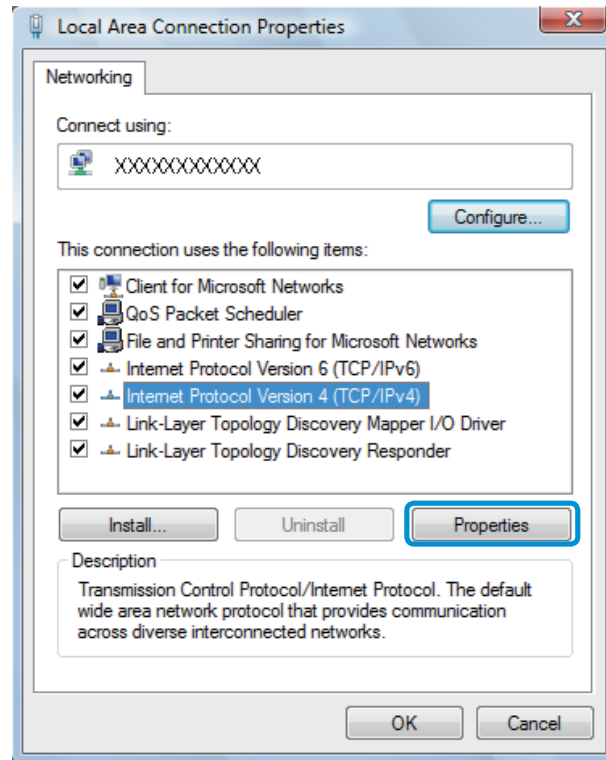 Local Area Connection Properties
Networking
Connect using:
XXXXXXXXXXXX
Configure...
This connection uses the following items:
Client for Microsoft Networks
QoS Packet Scheduler
File and Printer Sharing for Microsoft Networks
Internet Protocol Version 6 (TCP/IPv6)
Internet Protocol Version 4 (TCP/IPv4)
Link-Layer Topology Discovery Mapper I/O Driver
Link-Layer Topology Discovery Responder
Install... Uninstall Properties
Description
Transmission Control Protocol/Internet Protocol. The default
wide area network protocol that provides communication
across diverse interconnected networks.
OK Cancel